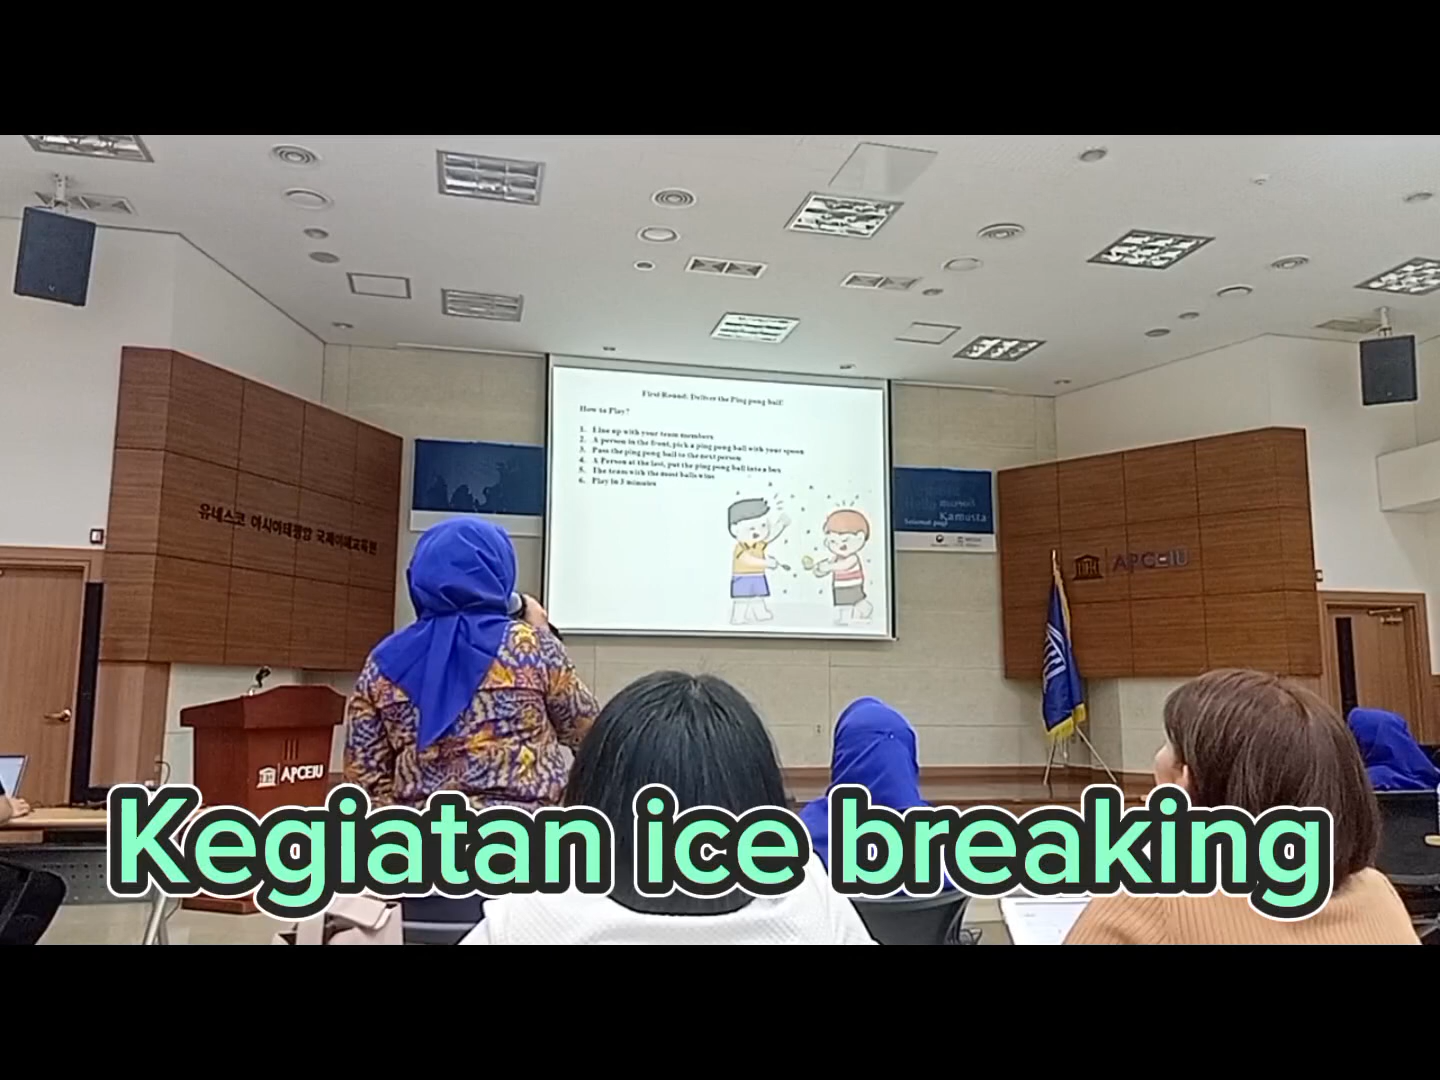 First Round: Deliver the Ping pong ball!
How to Play?
1. Line up with your team members
2. A person in the front, pick a ping pong ball with your spoon
3. Pass the ping pong ball to the next person
4. A Person at the last, put the ping pong ball into a box
5. The team with the most balls wins
6. Play in 3 minutes
유네스코 아시아태평양 국제이해교육원
Kamusta
Selamat pagi
APCEIU
APCEIU
Kegiatan ice breaking